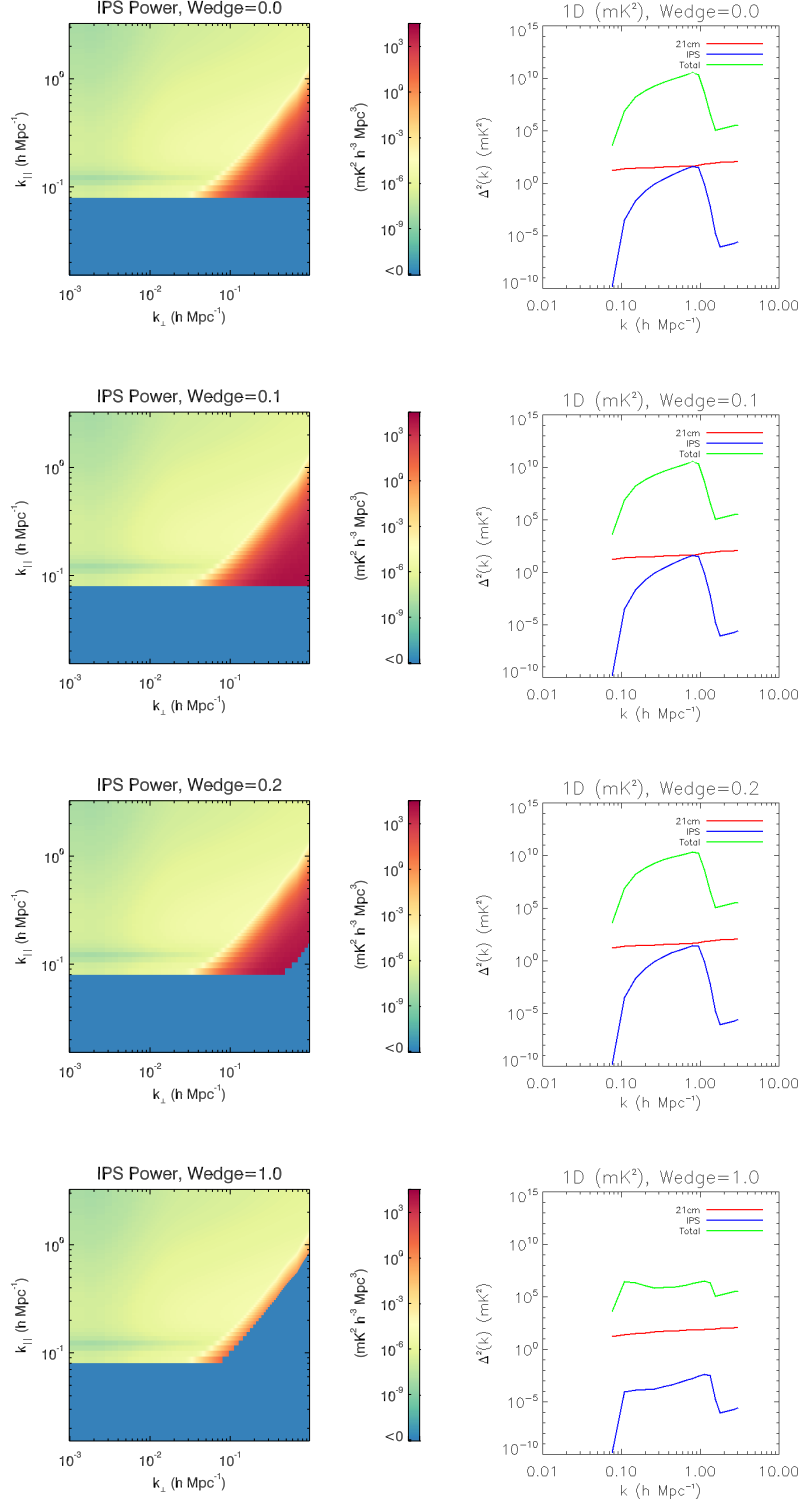 IPS Power, Wedge=0.0
10⁰
10⁻¹
k|| (h Mpc⁻¹)
10⁻³ 10⁻² 10⁻¹
k⊥ (h Mpc⁻¹)
10³
10⁰
10⁻³
10⁻⁶
10⁻⁹
<0
(mK² h⁻³ Mpc³)
1D (mK²), Wedge=0.0
21cm
IPS
Total
10¹⁵
10¹⁰
10⁵
10⁰
10⁻⁵
10⁻¹⁰
Δ²(k) (mK²)
0.01 0.10 1.00 10.00
k (h Mpc⁻¹)
IPS Power, Wedge=0.1
10⁰
10⁻¹
k|| (h Mpc⁻¹)
10⁻³ 10⁻² 10⁻¹
k⊥ (h Mpc⁻¹)
10³
10⁰
10⁻³
10⁻⁶
10⁻⁹
<0
(mK² h⁻³ Mpc³)
1D (mK²), Wedge=0.1
21cm
IPS
Total
10¹⁵
10¹⁰
10⁵
10⁰
10⁻⁵
10⁻¹⁰
Δ²(k) (mK²)
0.01 0.10 1.00 10.00
k (h Mpc⁻¹)
IPS Power, Wedge=0.2
10⁰
10⁻¹
k|| (h Mpc⁻¹)
10⁻³ 10⁻² 10⁻¹
k⊥ (h Mpc⁻¹)
10³
10⁰
10⁻³
10⁻⁶
10⁻⁹
<0
(mK² h⁻³ Mpc³)
1D (mK²), Wedge=0.2
21cm
IPS
Total
10¹⁵
10¹⁰
10⁵
10⁰
10⁻⁵
10⁻¹⁰
Δ²(k) (mK²)
0.01 0.10 1.00 10.00
k (h Mpc⁻¹)
IPS Power, Wedge=1.0
10⁰
10⁻¹
k|| (h Mpc⁻¹)
10⁻³ 10⁻² 10⁻¹
k⊥ (h Mpc⁻¹)
10³
10⁰
10⁻³
10⁻⁶
10⁻⁹
<0
(mK² h⁻³ Mpc³)
1D (mK²), Wedge=1.0
21cm
IPS
Total
10¹⁵
10¹⁰
10⁵
10⁰
10⁻⁵
10⁻¹⁰
Δ²(k) (mK²)
0.01 0.10 1.00 10.00
k (h Mpc⁻¹)